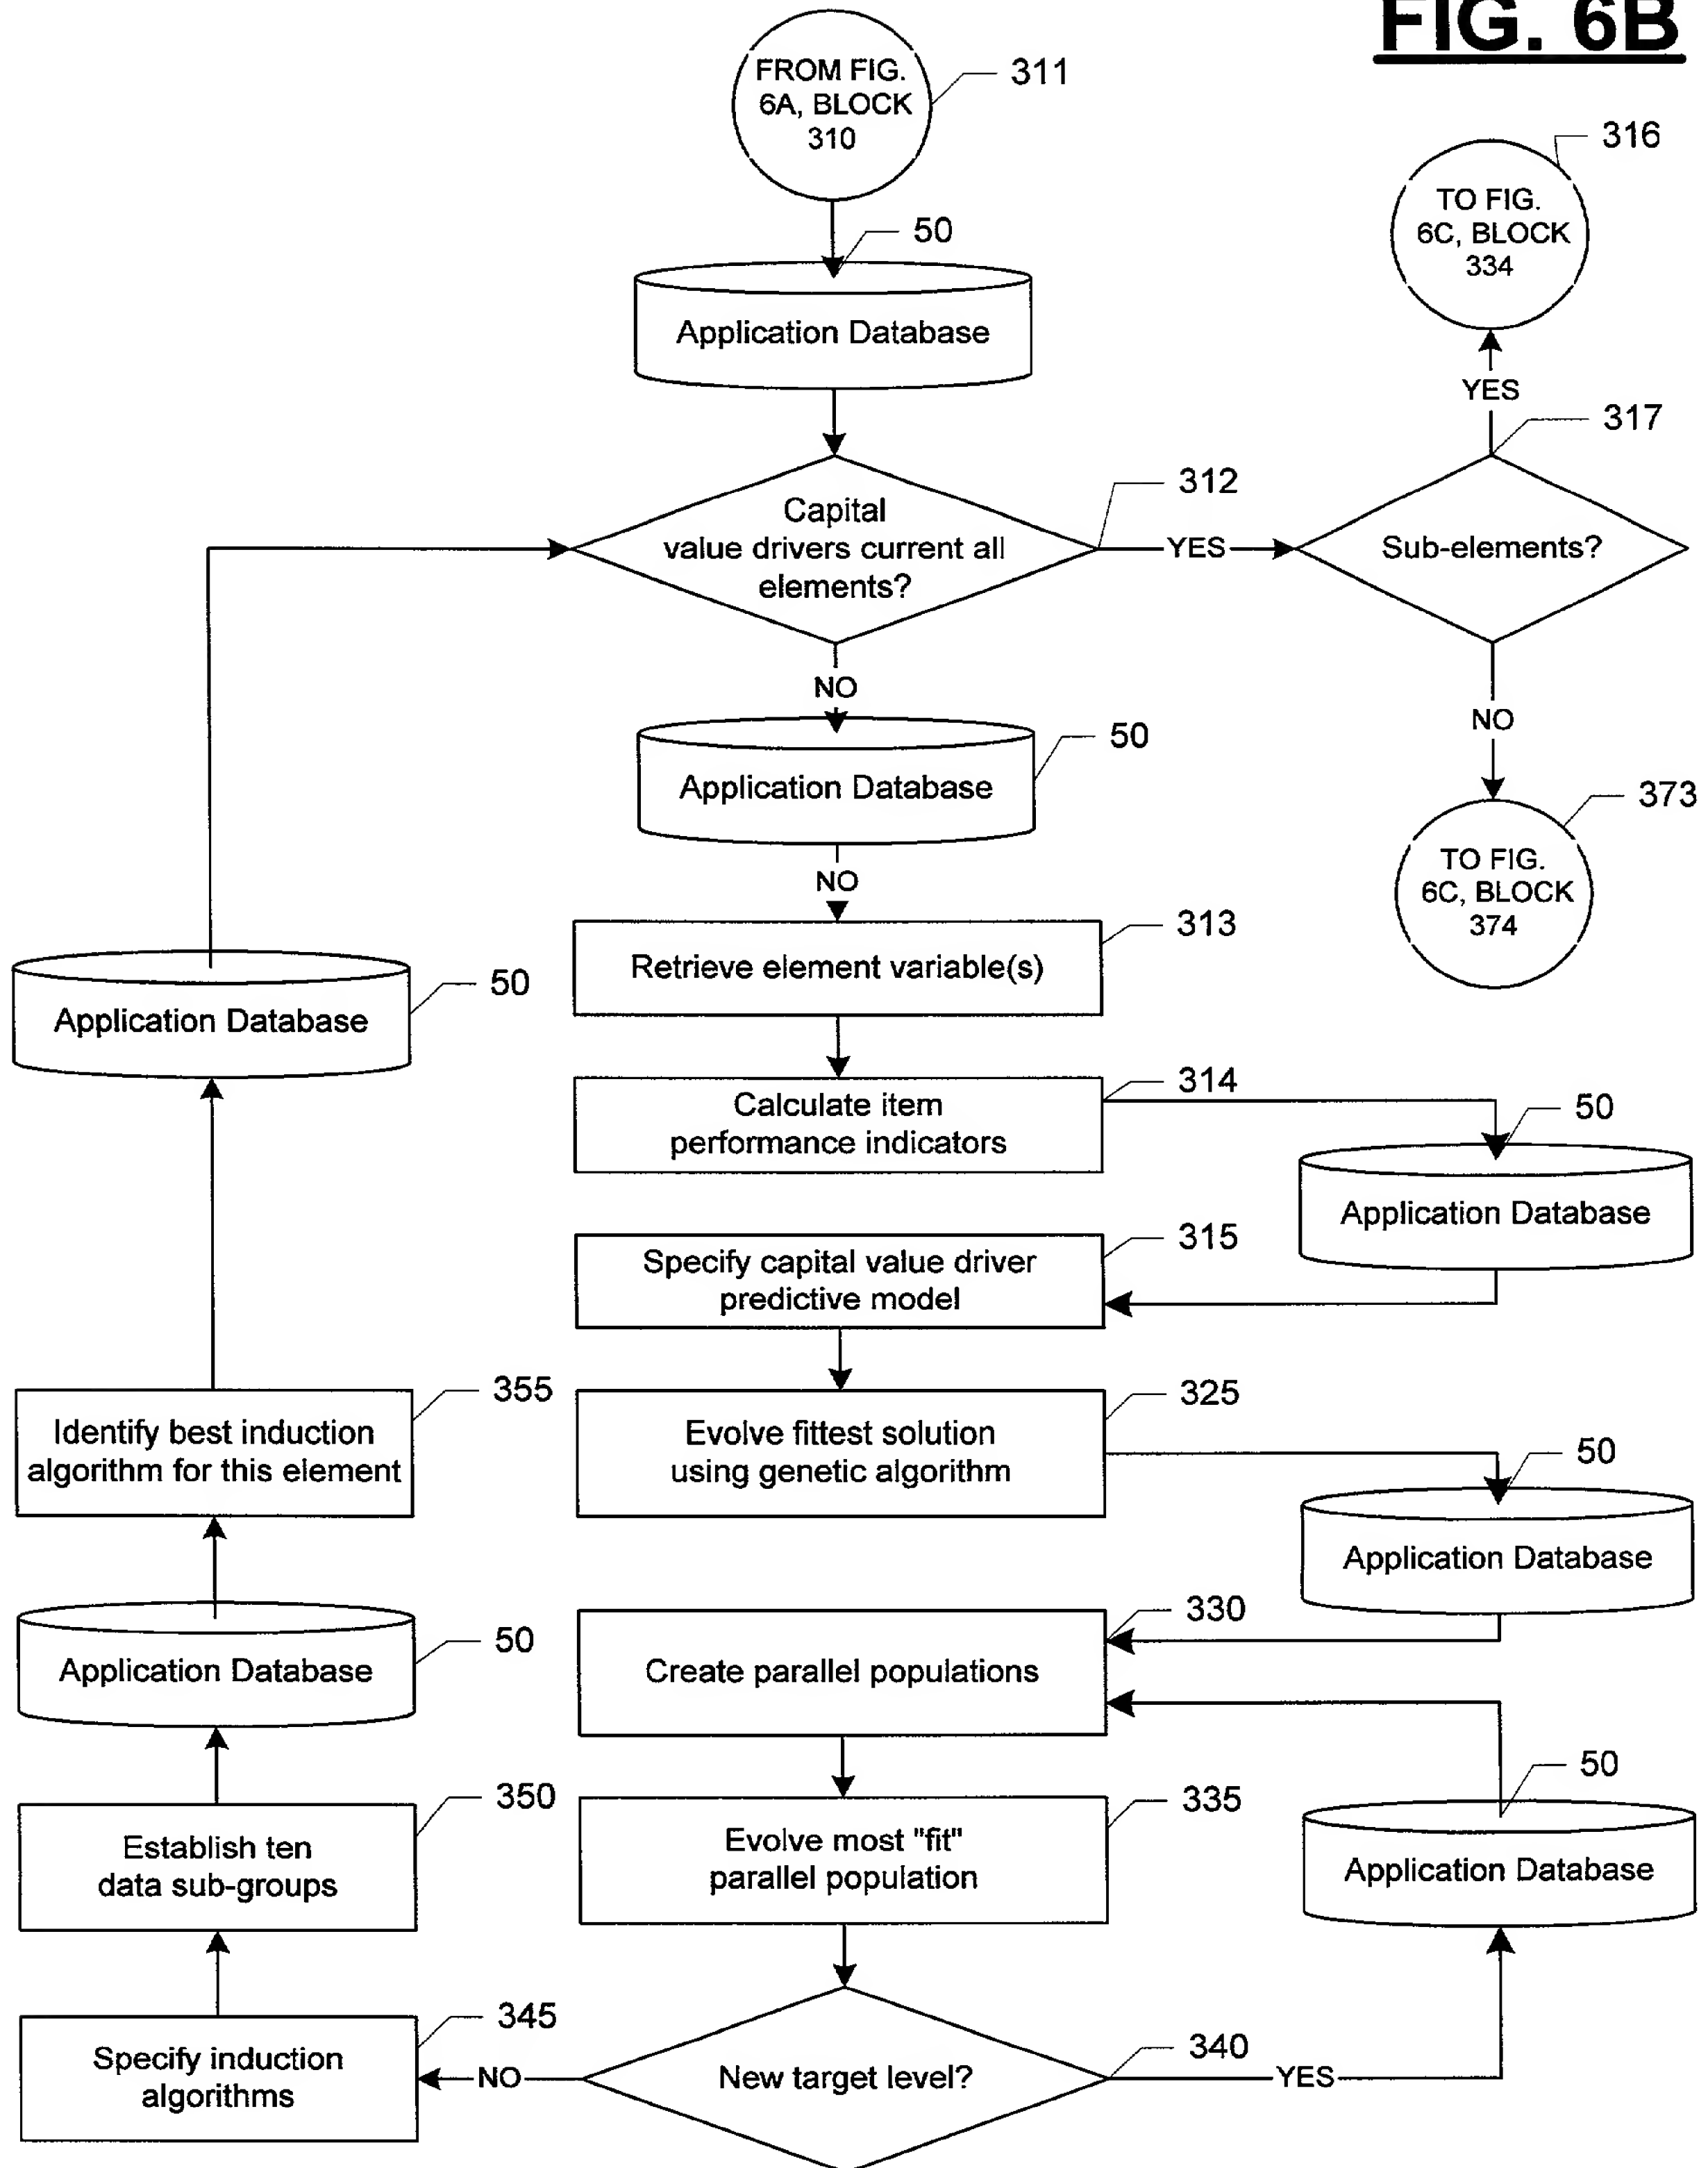 FIG. 6B
FROM FIG.
6A, BLOCK
310
311
316
TO FIG.
6C, BLOCK
334
50
Application Database
YES
317
312
Capital
value drivers current all
elements?
YES
Sub-elements?
NO
50
Application Database
NO
373
TO FIG.
6C, BLOCK
374
NO
313
Retrieve element variable(s)
50
Application Database
314
Calculate item
performance indicators
50
Application Database
315
Specify capital value driver
predictive model
355
Identify best induction
algorithm for this element
325
Evolve fittest solution
using genetic algorithm
50
Application Database
330
Create parallel populations
50
Application Database
50
Application Database
350
Establish ten
data sub-groups
335
Evolve most "fit"
parallel population
345
Specify induction
algorithms
NO
New target level?
340
YES